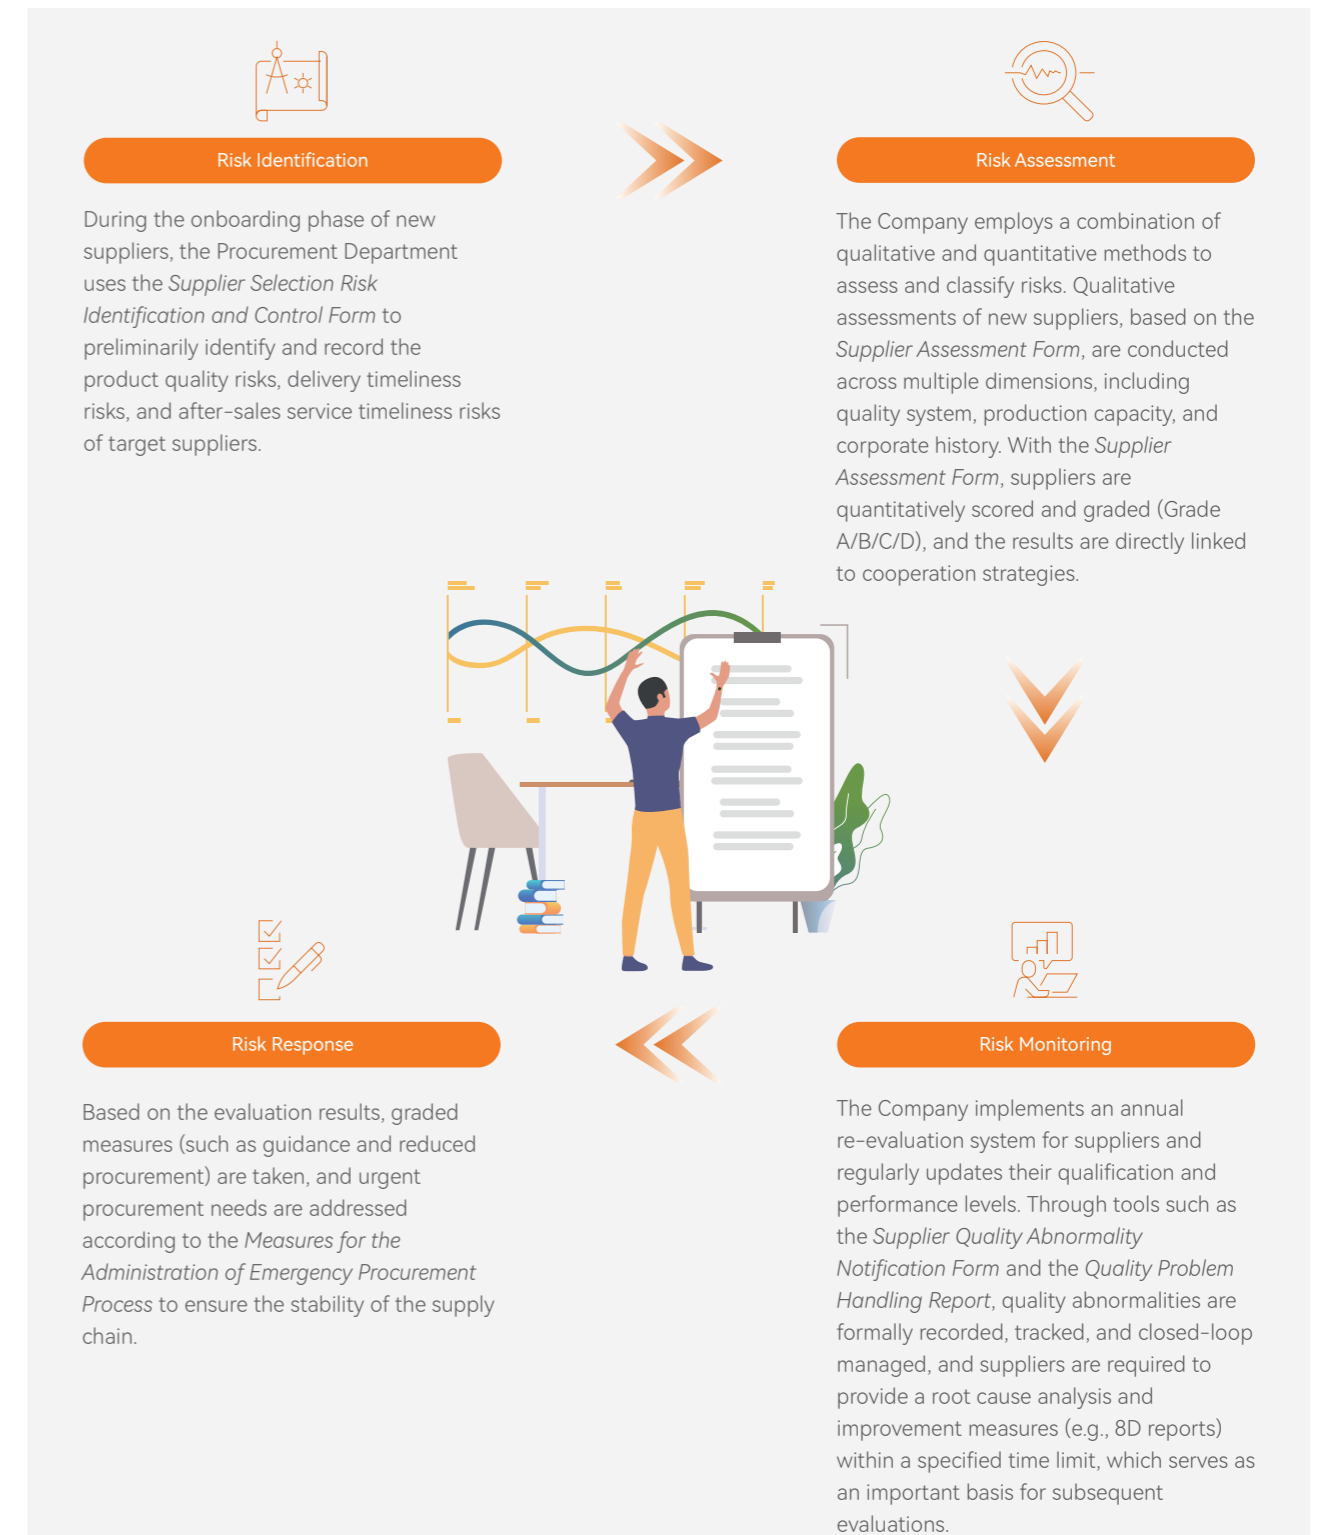 Risk Identification
During the onboarding phase of new
suppliers, the Procurement Department
uses the Supplier Selection Risk
Identification and Control Form to
preliminarily identify and record the
product quality risks, delivery timeliness
risks, and after-sales service timeliness risks
of target suppliers.
Risk Assessment
The Company employs a combination of
qualitative and quantitative methods to
assess and classify risks. Qualitative
assessments of new suppliers, based on the
Supplier Assessment Form, are conducted
across multiple dimensions, including
quality system, production capacity, and
corporate history. With the Supplier
Assessment Form, suppliers are
quantitatively scored and graded (Grade
A/B/C/D), and the results are directly linked
to cooperation strategies.
Risk Monitoring
The Company implements an annual
re-evaluation system for suppliers and
regularly updates their qualification and
performance levels. Through tools such as
the Supplier Quality Abnormality
Notification Form and the Quality Problem
Handling Report, quality abnormalities are
formally recorded, tracked, and closed-loop
managed, and suppliers are required to
provide a root cause analysis and
improvement measures (e.g., 8D reports)
within a specified time limit, which serves as
an important basis for subsequent
evaluations.
Risk Response
Based on the evaluation results, graded
measures (such as guidance and reduced
procurement) are taken, and urgent
procurement needs are addressed
according to the Measures for the
Administration of Emergency Procurement
Process to ensure the stability of the supply
chain.